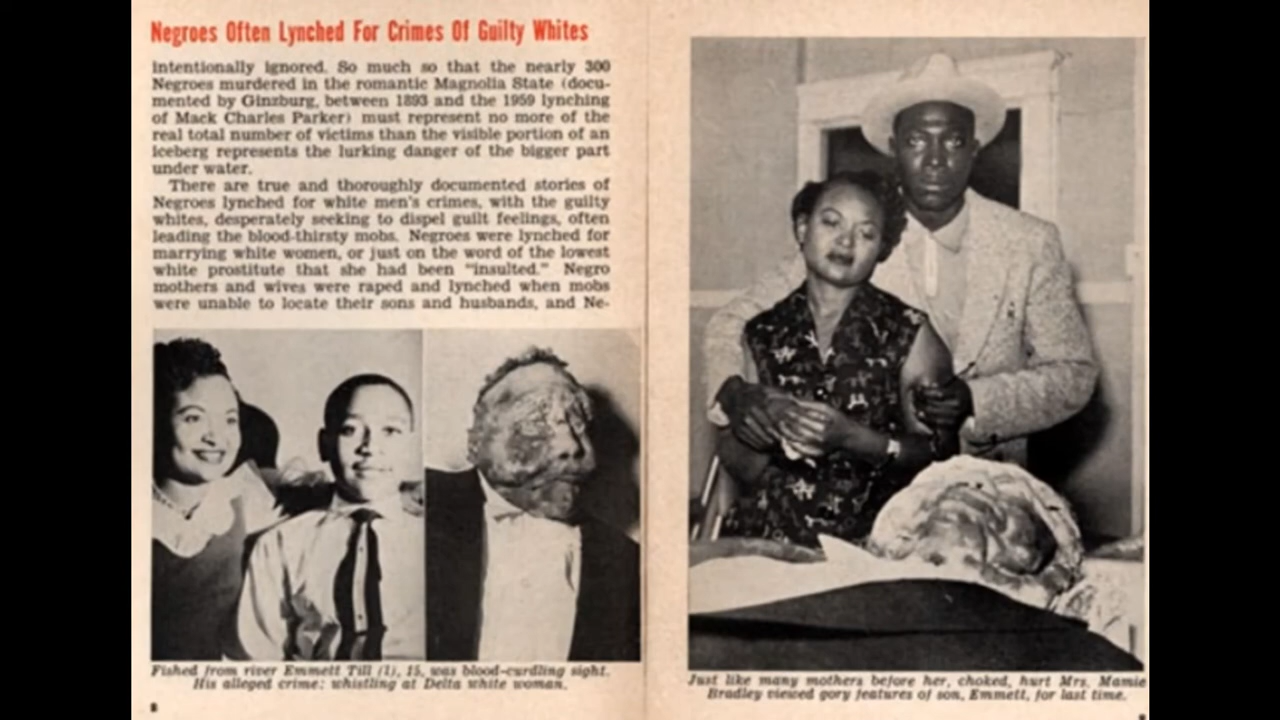 Negroes Often Lynched For Crimes Of Guilty Whites
intentionally ignored. So much so that the nearly 300
Negroes murdered in the romantic Magnolia State (docu-
mented by Ginzburg, between 1893 and the 1959 lynching
of Mack Charles Parker) must represent no more of the
real total number of victims than the visible portion of an
iceberg represents the lurking danger of the bigger part
under water.
There are true and thoroughly documented stories of
Negroes lynched for white men's crimes, with the guilty
whites, desperately seeking to dispel guilt feelings, often
leading the blood-thirsty mobs. Negroes were lynched for
marrying white women, or just on the word of the lowest
white prostitute that she had been "insulted." Negro
mothers and wives were raped and lynched when mobs
were unable to locate their sons and husbands, and Ne-
Fished from river Emmett Till (l), 15, was blood-curdling sight.
His alleged crime: whistling at Delta white woman.
8
Just like many mothers before her, choked, hurt Mrs. Mamie
Bradley viewed gory features of son, Emmett, for last time.